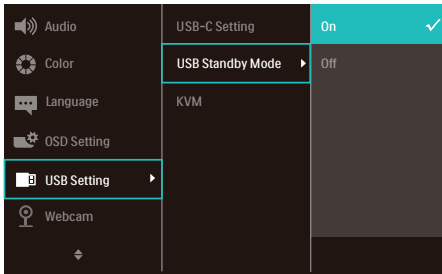 Audio
Color
Language
OSD Setting
USB Setting
Webcam
USB-C Setting
USB Standby Mode
KVM
On
Off